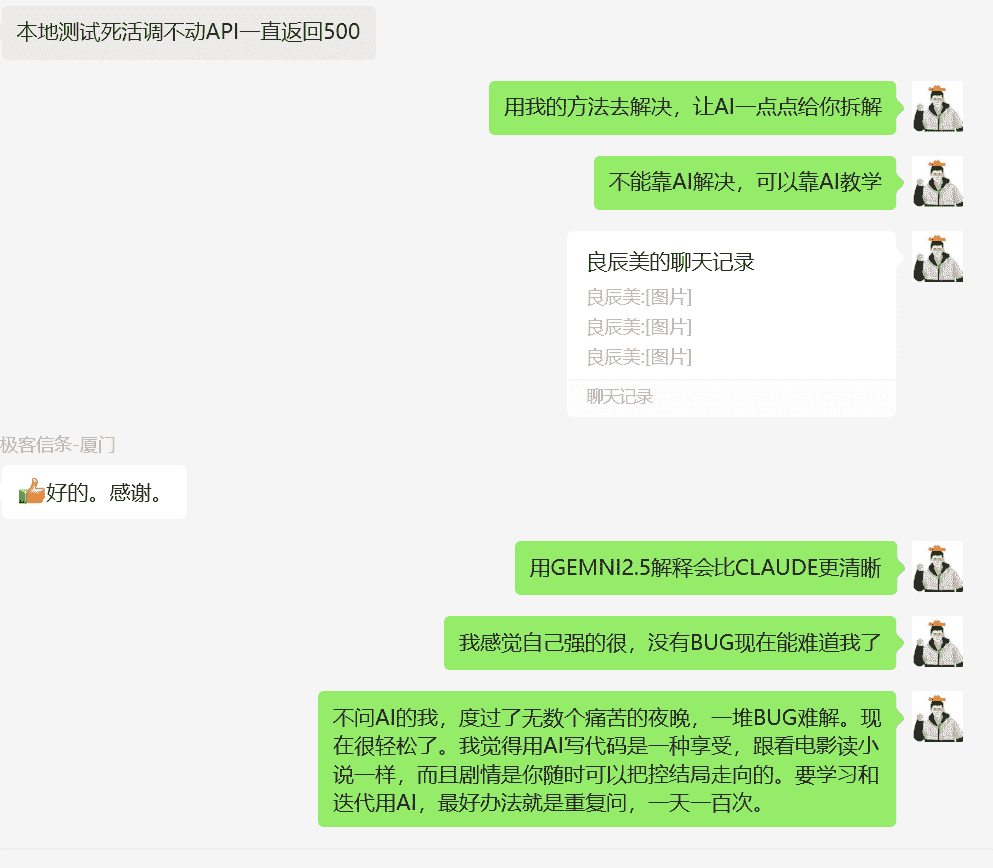 本地测试死活调不动API一直返回500
用我的方法去解决，让AI一点点给你拆解
不能靠AI解决，可以靠AI教学
良辰美的聊天记录
良辰美:[图片]
良辰美:[图片]
良辰美:[图片]
聊天记录
极客信条-厦门
好的。感谢。
用GEMNI2.5解释会比CLAUDE更清晰
我感觉自己强的很，没有BUG现在能难道我了
不问AI的我，度过了无数个痛苦的夜晚，一堆BUG难解。现
在很轻松了。我觉得用AI写代码是一种享受，跟看电影读小
说一样，而且剧情是你随时可以把控结局走向的。要学习和
迭代用AI，最好办法就是重复问，一天一百次。